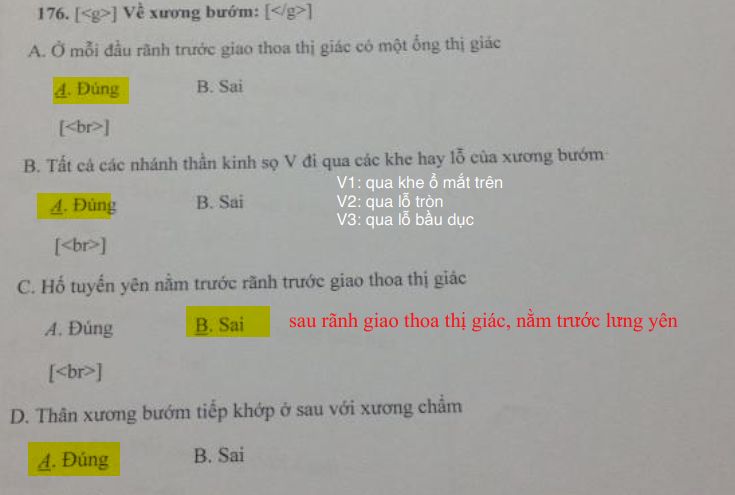 176. [<g>] Về xương bướm: [</g>]
A. Ở mỗi đầu rãnh trước giao thoa thị giác có một ống thị giác
A. Đúng B. Sai
[<br>]
B. Tất cả các nhánh thần kinh sọ V đi qua các khe hay lỗ của xương bướm
A. Đúng B. Sai
V1: qua khe ổ mắt trên
V2: qua lỗ tròn
V3: qua lỗ bầu dục
[<br>]
C. Hố tuyến yên nằm trước rãnh trước giao thoa thị giác
A. Đúng B. Sai sau rãnh giao thoa thị giác, nằm trước lưng yên
[<br>]
D. Thân xương bướm tiếp khớp ở sau với xương chẩm
A. Đúng B. Sai